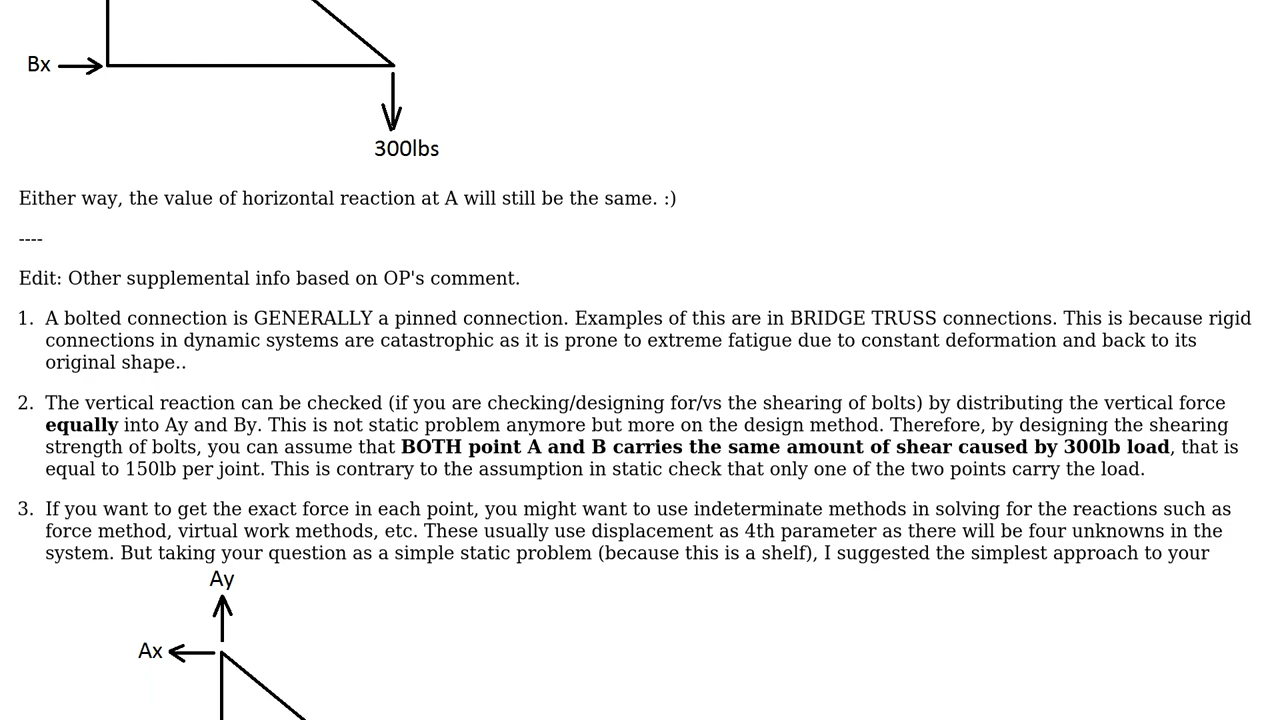 Bx
300lbs
Either way, the value of horizontal reaction at A will still be the same. :)
----
Edit: Other supplemental info based on OP's comment.
1. A bolted connection is GENERALLY a pinned connection. Examples of this are in BRIDGE TRUSS connections. This is because rigid
connections in dynamic systems are catastrophic as it is prone to extreme fatigue due to constant deformation and back to its
original shape..
2. The vertical reaction can be checked (if you are checking/designing for/vs the shearing of bolts) by distributing the vertical force
equally into Ay and By. This is not static problem anymore but more on the design method. Therefore, by designing the shearing
strength of bolts, you can assume that BOTH point A and B carries the same amount of shear caused by 300lb load, that is
equal to 150lb per joint. This is contrary to the assumption in static check that only one of the two points carry the load.
3. If you want to get the exact force in each point, you might want to use indeterminate methods in solving for the reactions such as
force method, virtual work methods, etc. These usually use displacement as 4th parameter as there will be four unknowns in the
system. But taking your question as a simple static problem (because this is a shelf), I suggested the simplest approach to your
Ay
Ax